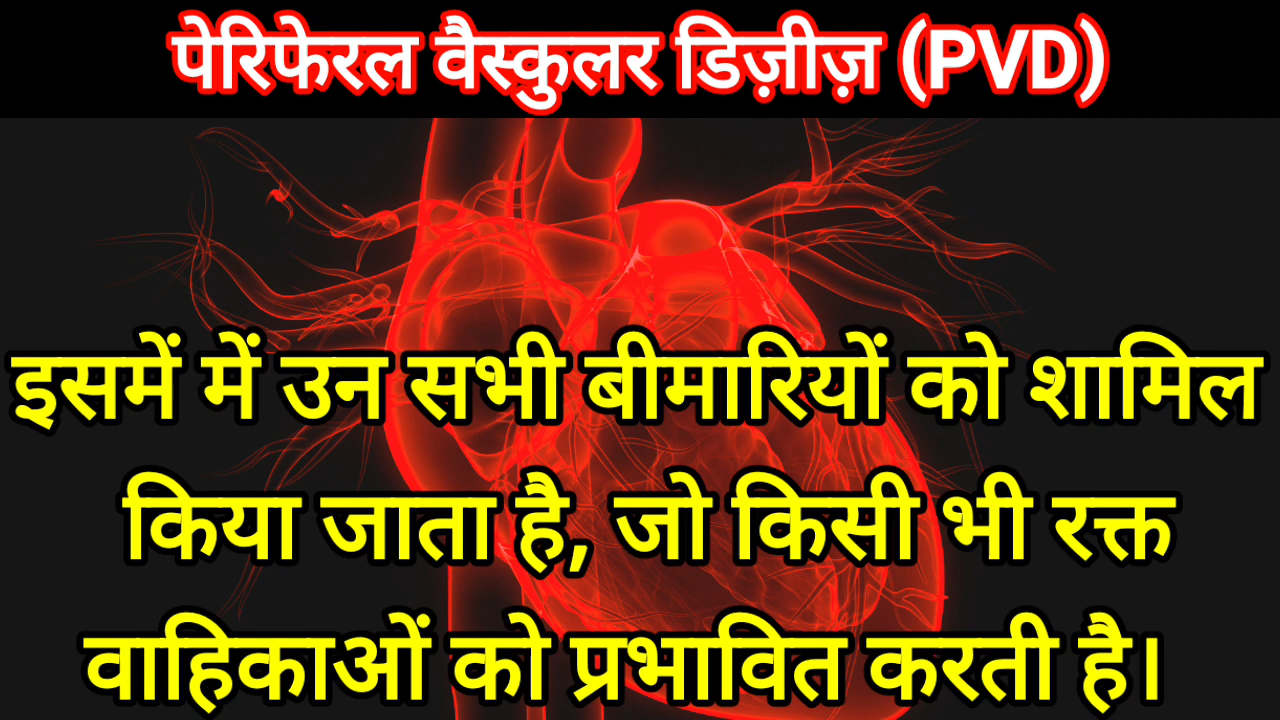 पेरिफेरल वैस्कुलर डिज़ीज़ (PVD)
इसमें में उन सभी बीमारियों को शामिल
किया जाता है, जो किसी भी रक्त
वाहिकाओं को प्रभावित करती है।